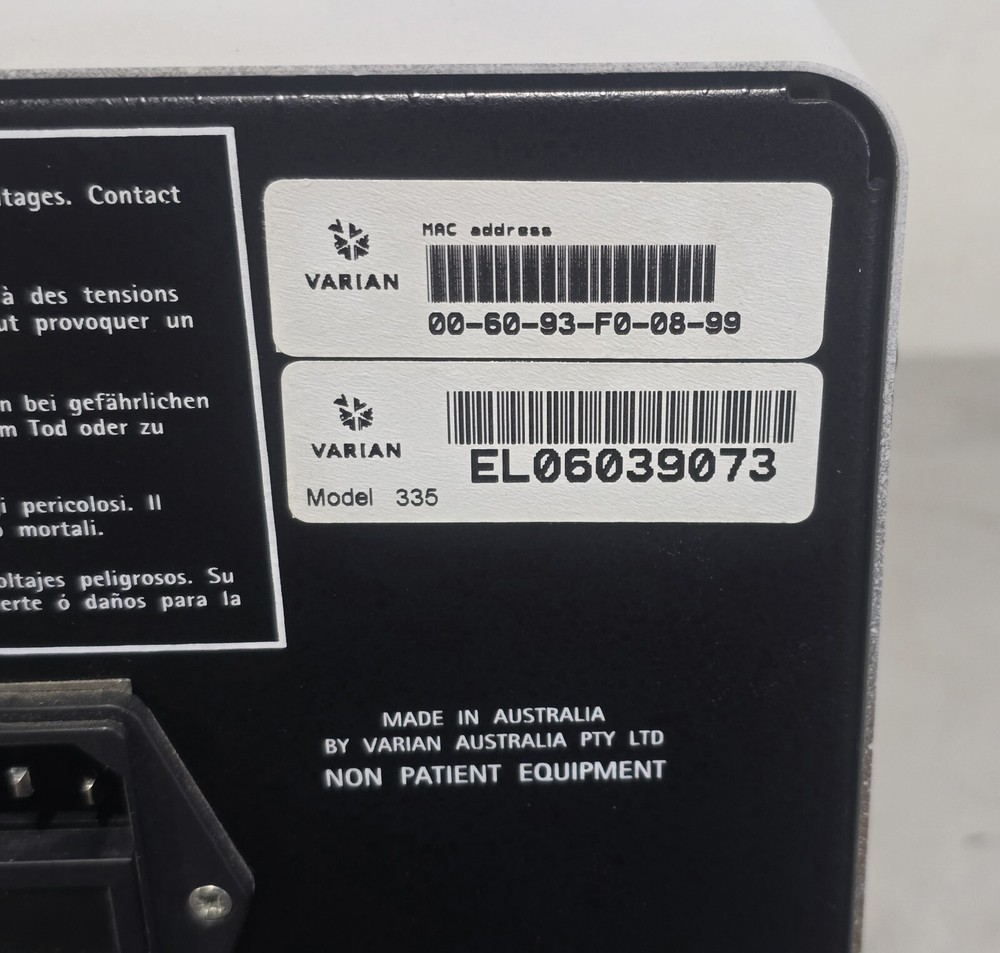 tages. Contact
à des tensions
ut provoquer un
n bei gefährlichen
m Tod oder zu
i pericolosi. Il
mortali.
oltajes peligrosos. Su
erte ó daños para la
VARIAN
MAC address
00-60-93-F0-08-99
VARIAN
EL06039073
Model 335
MADE IN AUSTRALIA
BY VARIAN AUSTRALIA PTY LTD
NON PATIENT EQUIPMENT